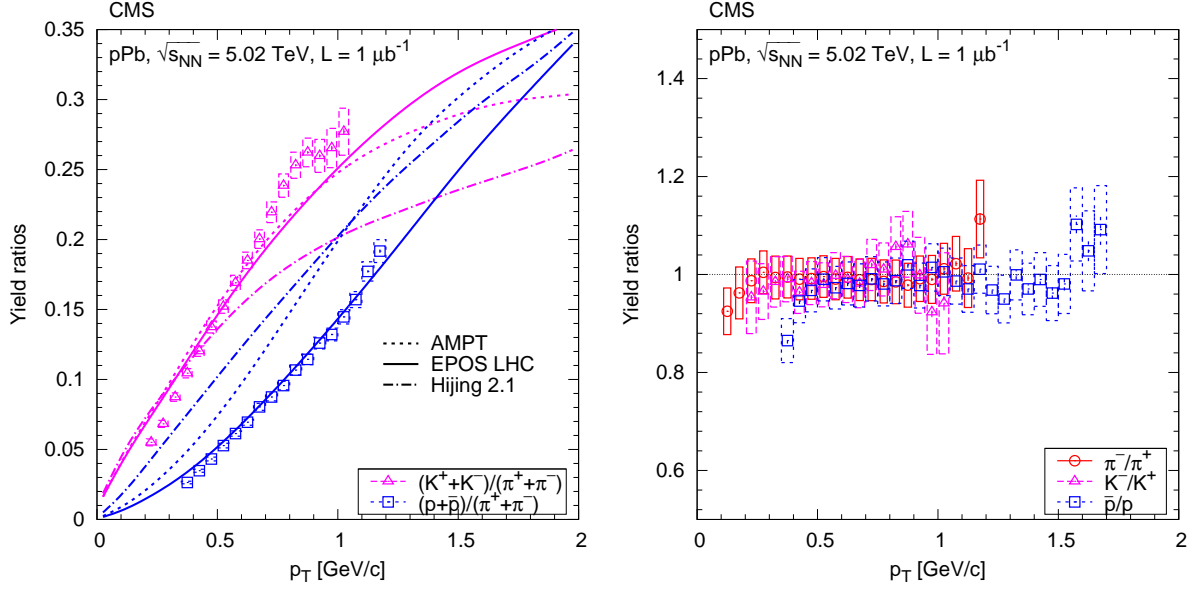 CMS
pPb, √sNN = 5.02 TeV, L = 1 μb⁻¹
0.35
0.3
0.25
0.2
0.15
0.1
0.05
0
Yield ratios
AMPT
EPOS LHC
Hijing 2.1
(K⁺+K⁻)/(π⁺+π⁻)
(p+p̄)/(π⁺+π⁻)
0 0.5 1 1.5 2
pT [GeV/c]
CMS
pPb, √sNN = 5.02 TeV, L = 1 μb⁻¹
1.4
1.2
1
0.8
0.6
Yield ratios
π⁻/π⁺
K⁻/K⁺
p̄/p
0 0.5 1 1.5 2
pT [GeV/c]